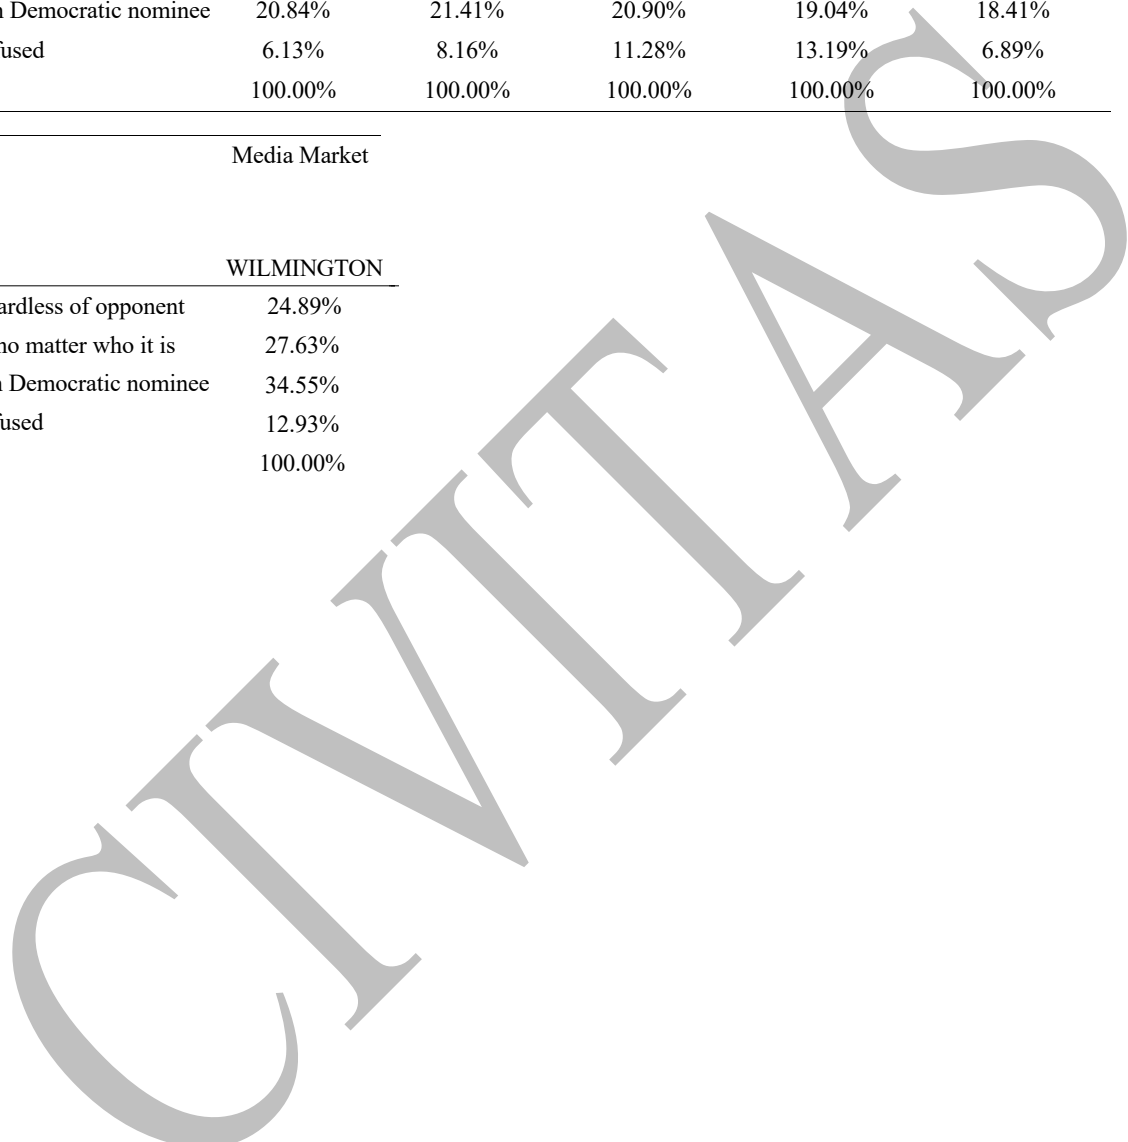 n Democratic nominee 20.84% 21.41% 20.90% 19.04% 18.41%
fused 6.13% 8.16% 11.28% 13.19% 6.89%
100.00% 100.00% 100.00% 100.00% 100.00%
Media Market
WILMINGTON
ardless of opponent 24.89%
no matter who it is 27.63%
n Democratic nominee 34.55%
fused 12.93%
100.00%
CIVITAS